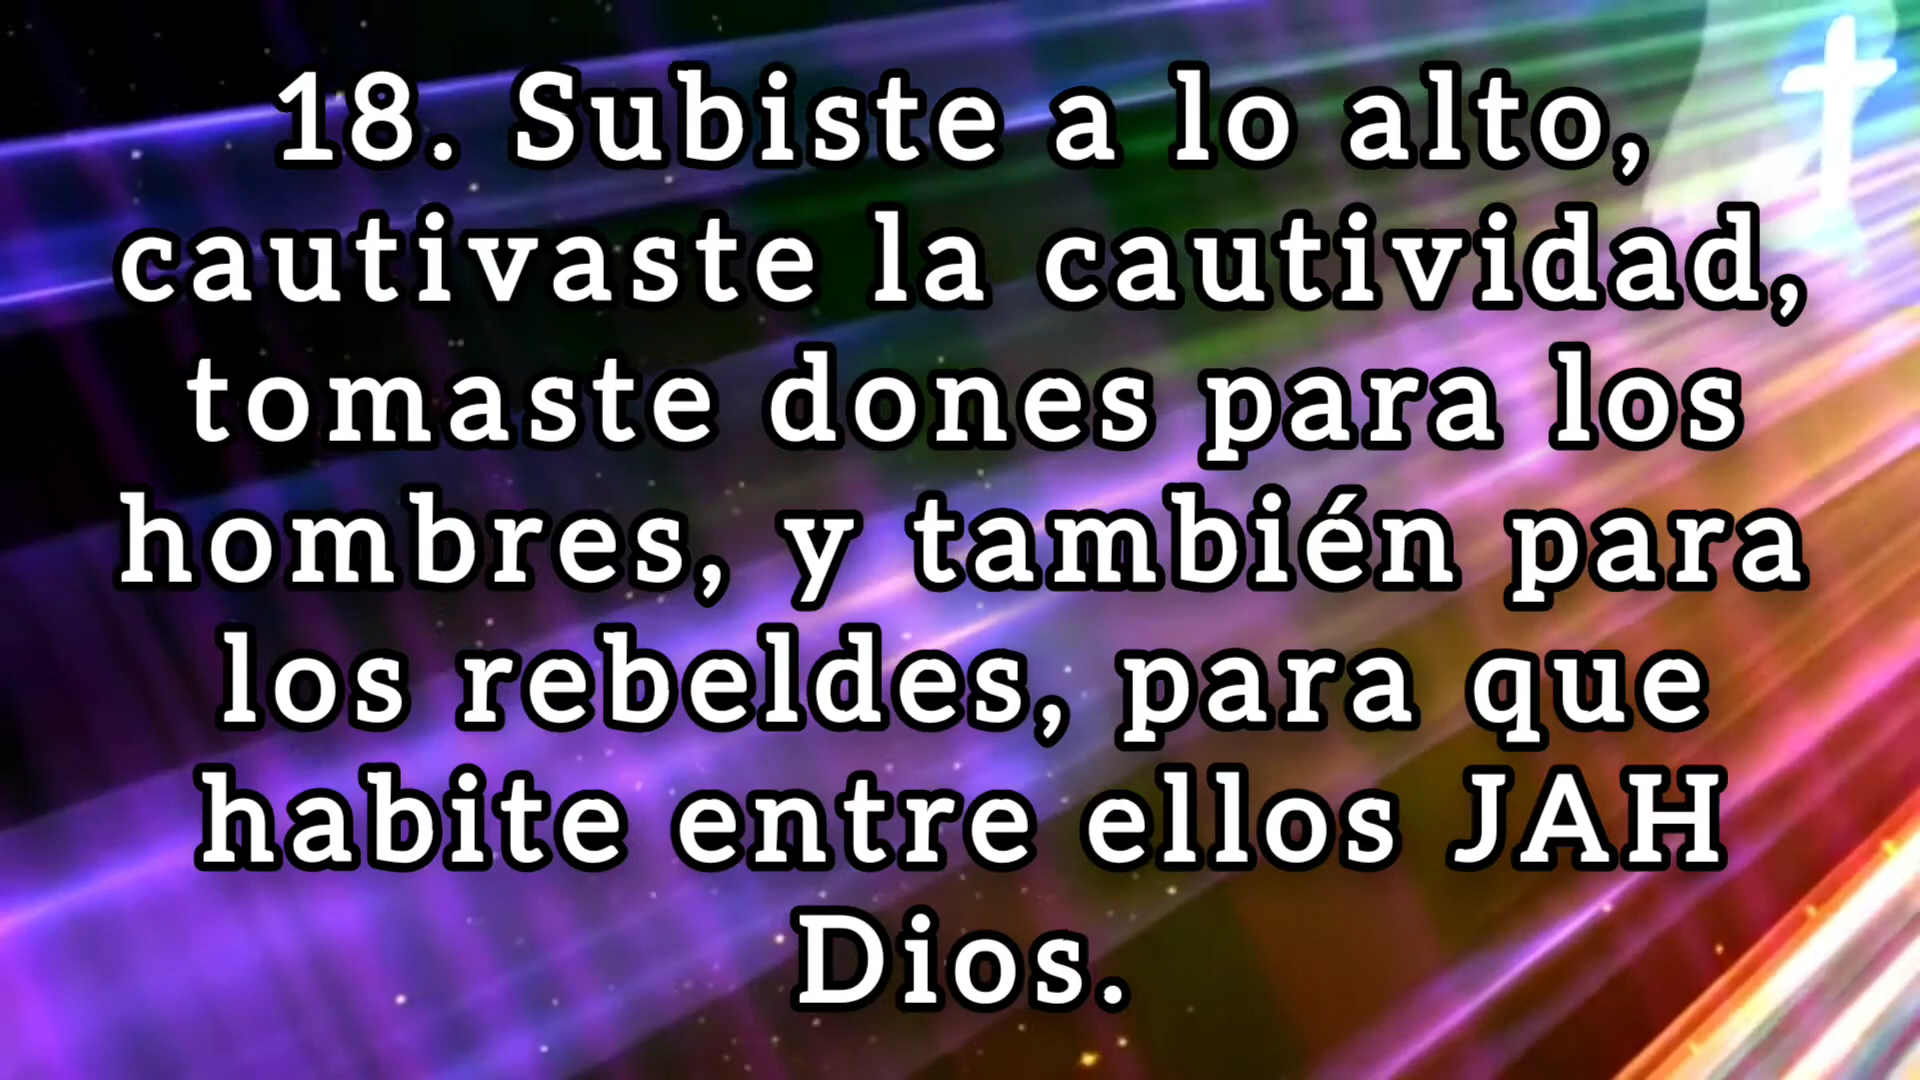 18. Subiste a lo alto,
cautivaste la cautividad,
tomaste dones para los
hombres, y también para
los rebeldes, para que
habite entre ellos JAH
Dios.